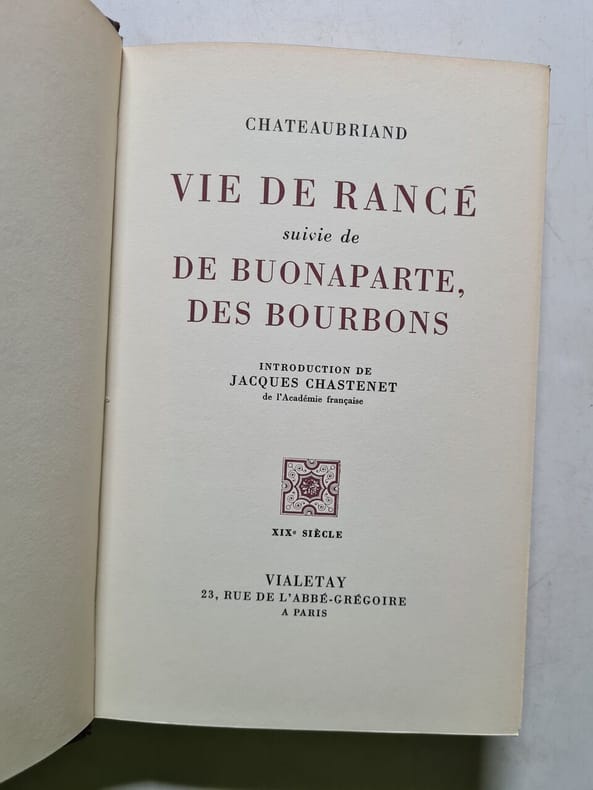 CHATEAUBRIAND
VIE DE RANCÉ
suivie de
DE BUONAPARTE,
DES BOURBONS
INTRODUCTION DE
JACQUES CHASTENET
de l'Académie française
XIXe SIÈCLE
VIALETAY
23, RUE DE L'ABBÉ-GRÉGOIRE
A PARIS